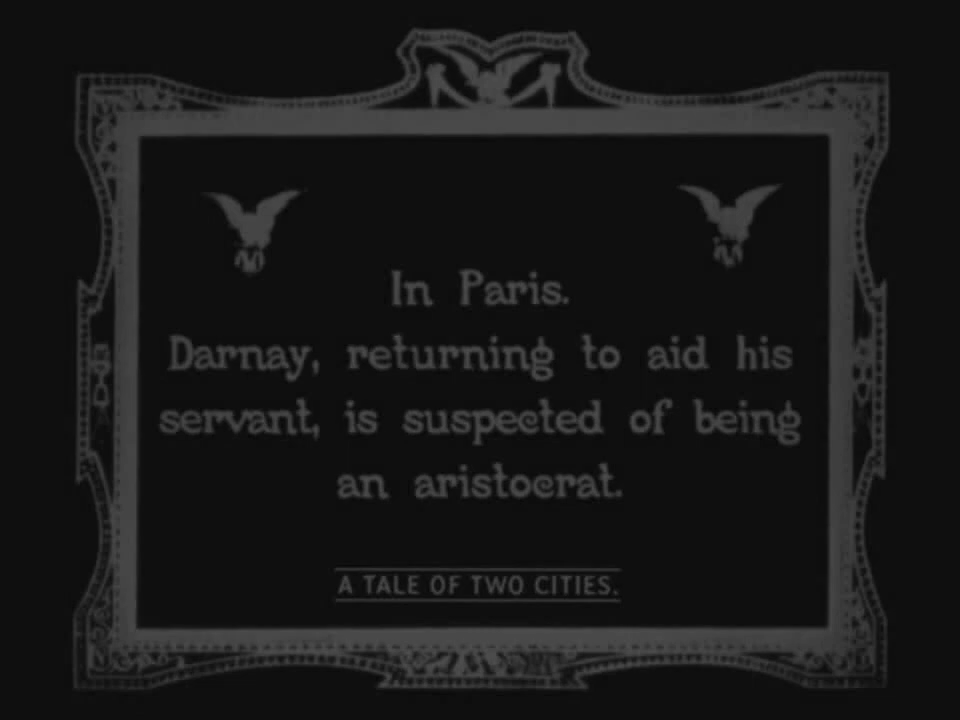 In Paris.
Darnay, returning to aid his
servant, is suspected of being
an aristocrat.
A TALE OF TWO CITIES.